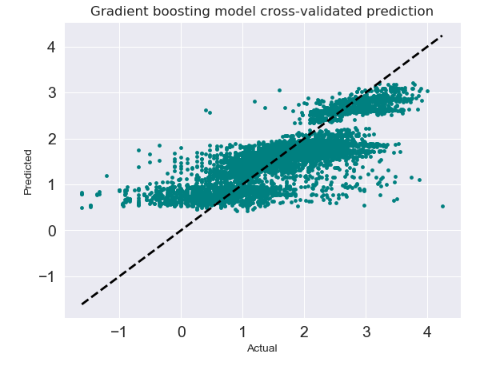 Gradient boosting model cross-validated prediction
4
3
2
1
0
−1
Predicted
−1 0 1 2 3 4
Actual